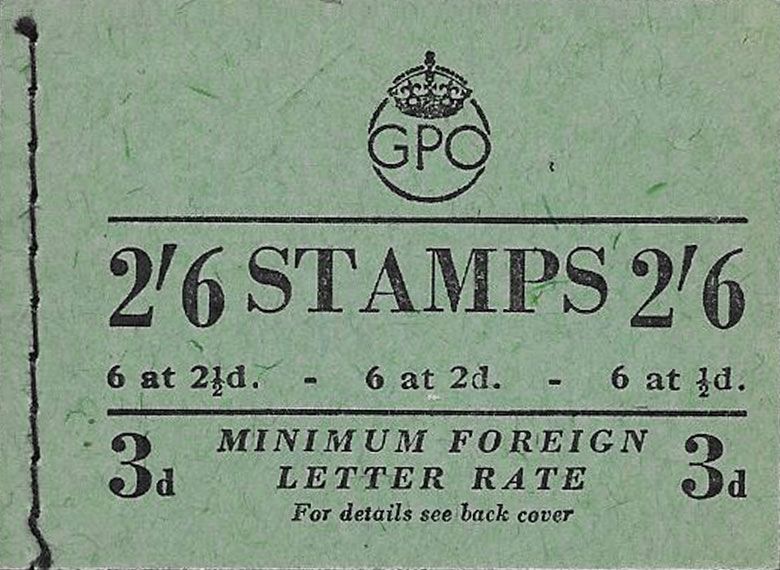 GPO
2'6 STAMPS 2'6
6 at 2½d. - 6 at 2d. - 6 at ½d.
3d MINIMUM FOREIGN LETTER RATE 3d
For details see back cover